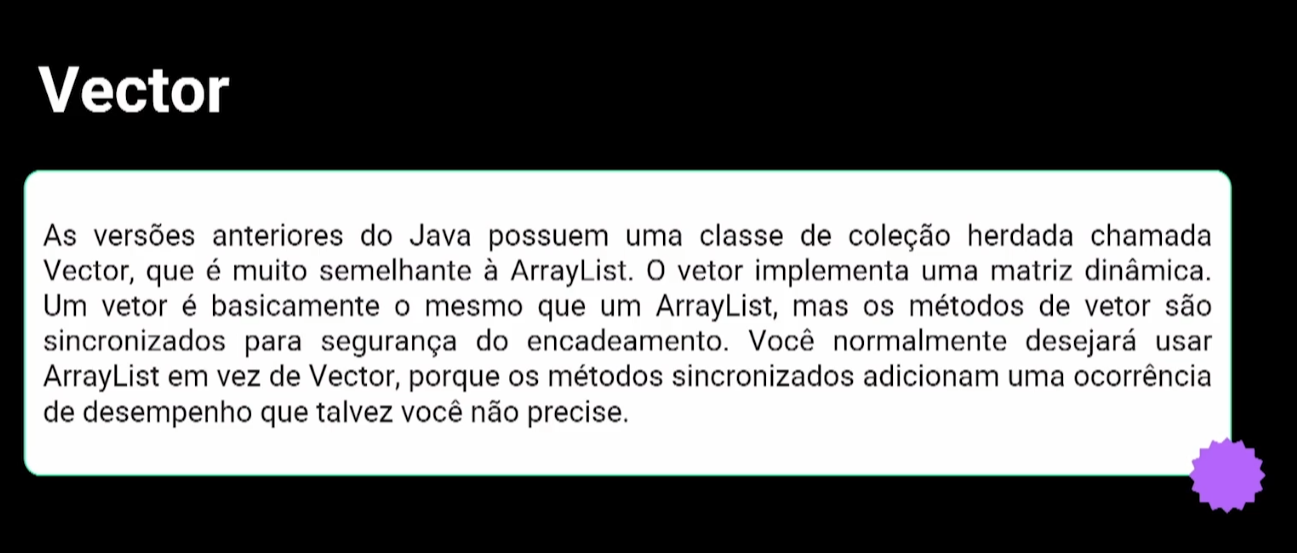 Vector
As versões anteriores do Java possuem uma classe de coleção herdada chamada
Vector, que é muito semelhante à ArrayList. O vetor implementa uma matriz dinâmica.
Um vetor é basicamente o mesmo que um ArrayList, mas os métodos de vetor são
sincronizados para segurança do encadeamento. Você normalmente desejará usar
ArrayList em vez de Vector, porque os métodos sincronizados adicionam uma ocorrência
de desempenho que talvez você não precise.